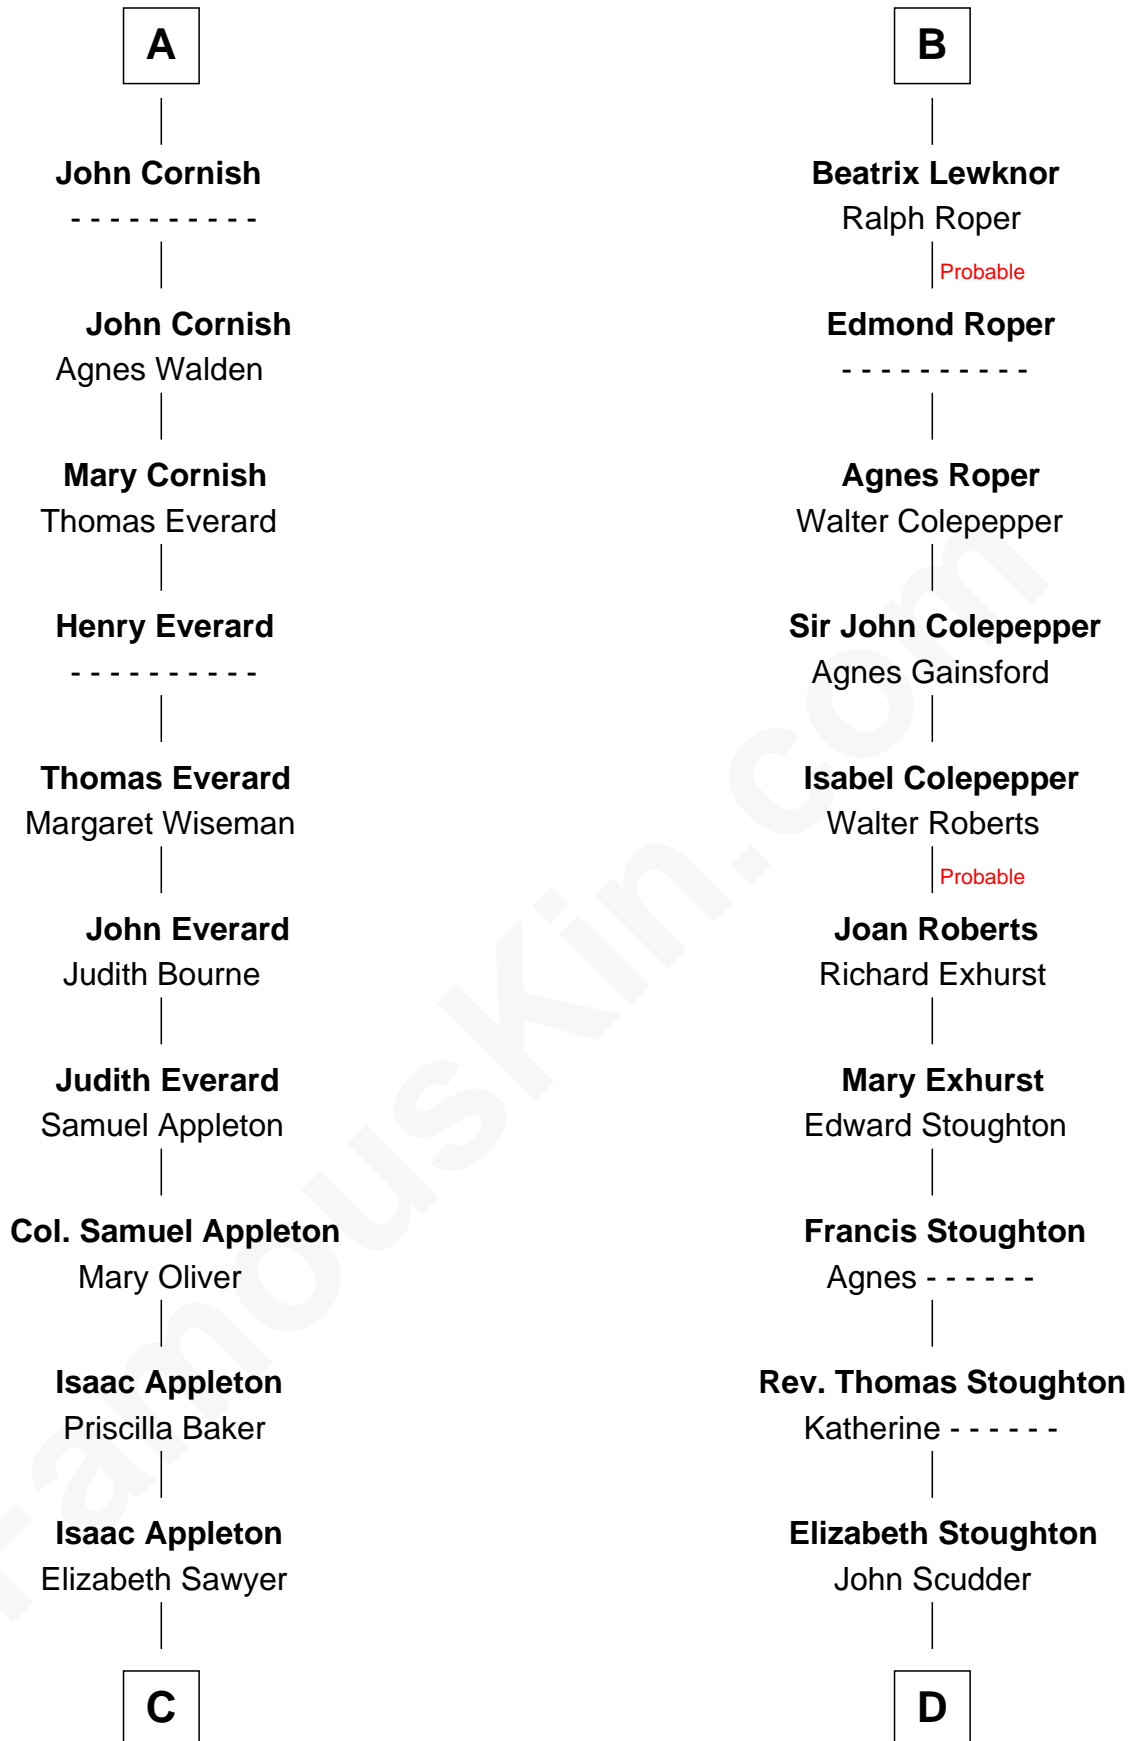 A
John Cornish
- - - - - - - - - -
John Cornish
Agnes Walden
Mary Cornish
Thomas Everard
Henry Everard
- - - - - - - - - -
Thomas Everard
Margaret Wiseman
John Everard
Judith Bourne
Judith Everard
Samuel Appleton
Col. Samuel Appleton
Mary Oliver
Isaac Appleton
Priscilla Baker
Isaac Appleton
Elizabeth Sawyer
C
B
Beatrix Lewknor
Ralph Roper
Probable
Edmond Roper
- - - - - - - - - -
Agnes Roper
Walter Colepepper
Sir John Colepepper
Agnes Gainsford
Isabel Colepepper
Walter Roberts
Probable
Joan Roberts
Richard Exhurst
Mary Exhurst
Edward Stoughton
Francis Stoughton
Agnes - - - - - -
Rev. Thomas Stoughton
Katherine - - - - - -
Elizabeth Stoughton
John Scudder
D
FamousKin.com